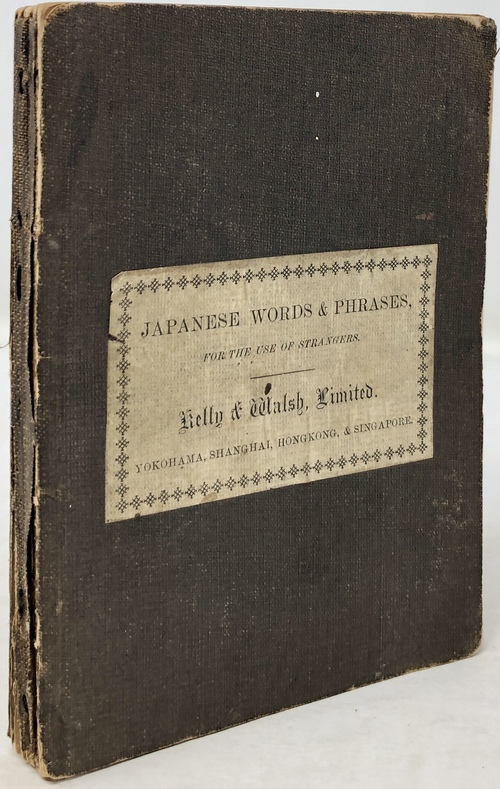 JAPANESE WORDS & PHRASES,
FOR THE USE OF STRANGERS.
Kelly & Walsh, Limited.
YOKOHAMA, SHANGHAI, HONGKONG, & SINGAPORE.